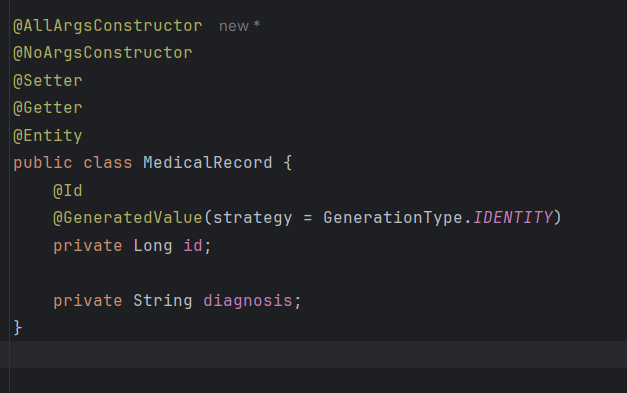 @AllArgsConstructor new *
@NoArgsConstructor
@Setter
@Getter
@Entity
public class MedicalRecord {
    @Id
    @GeneratedValue(strategy = GenerationType.IDENTITY)
    private Long id;

    private String diagnosis;
}